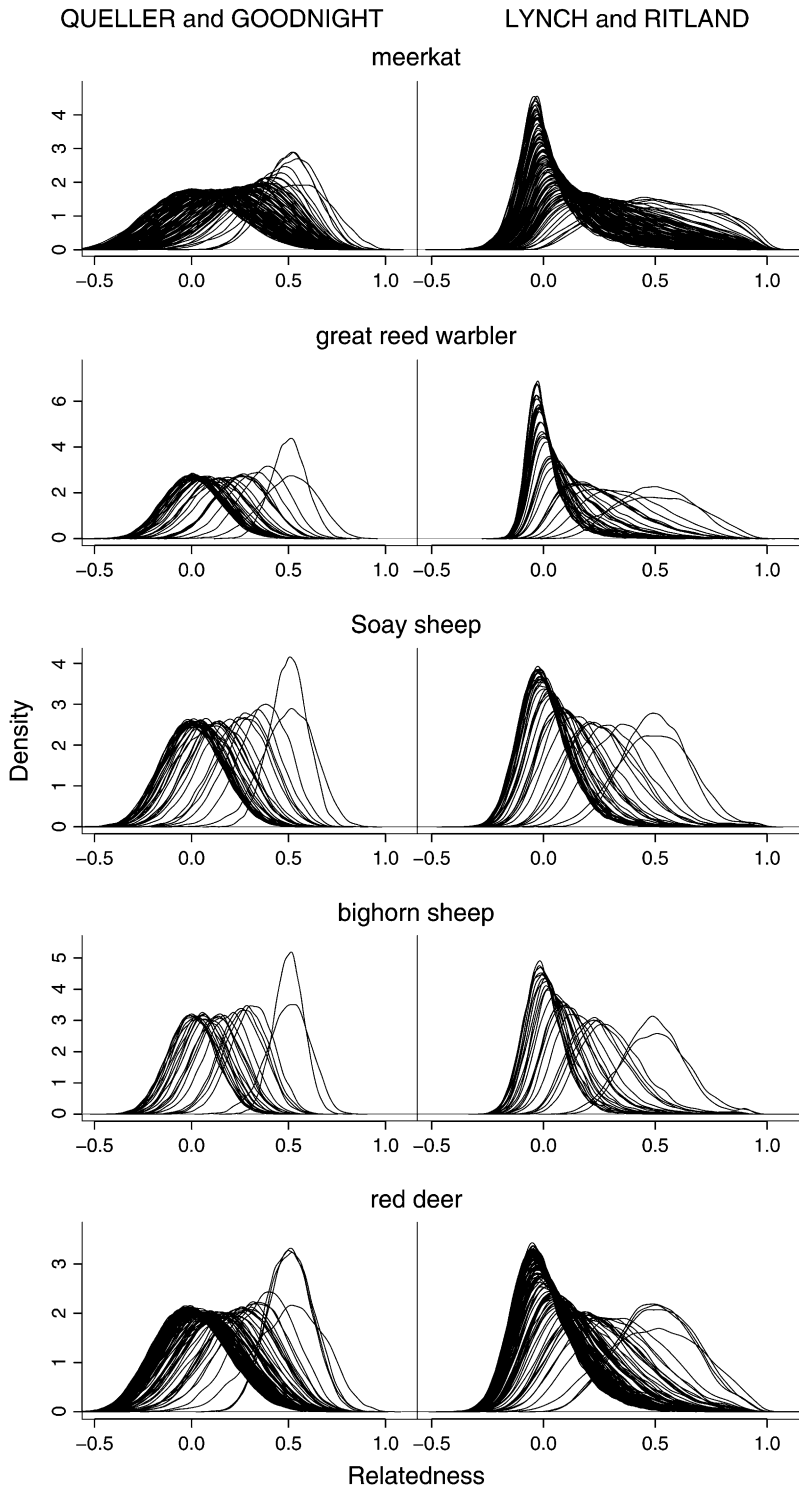 QUELLER and GOODNIGHT LYNCH and RITLAND
meerkat
4
3
2
1
0
−0.5 0.0 0.5 1.0 −0.5 0.0 0.5 1.0
great reed warbler
6
4
2
0
−0.5 0.0 0.5 1.0 −0.5 0.0 0.5 1.0
Soay sheep
4
3
2
1
0
Density
−0.5 0.0 0.5 1.0 −0.5 0.0 0.5 1.0
bighorn sheep
5
4
3
2
1
0
−0.5 0.0 0.5 1.0 −0.5 0.0 0.5 1.0
red deer
3
2
1
0
−0.5 0.0 0.5 1.0 −0.5 0.0 0.5 1.0
Relatedness